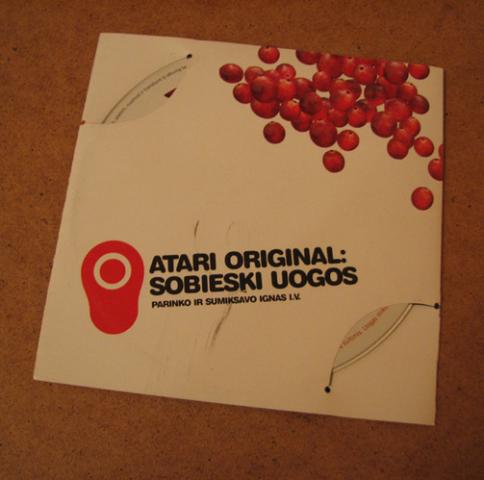 ATARI ORIGINAL:
SOBIESKI UOGOS
PARINKO IR SUMIKSAVO IGNAS I.V.